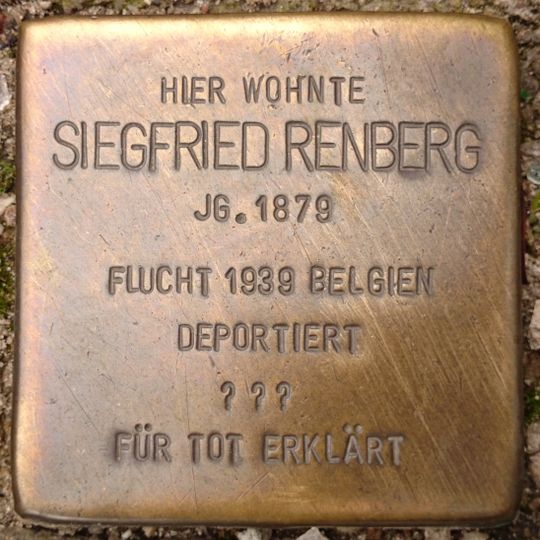 HIER WOHNTE
SIEGFRIED RENBERG
JG. 1879
FLUCHT 1939 BELGIEN
DEPORTIERT
? ? ?
FÜR TOT ERKLÄRT